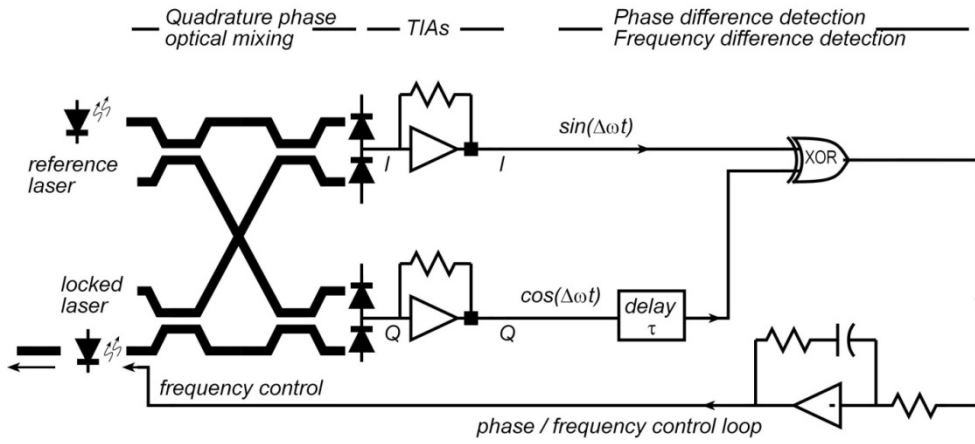 Quadrature phase
optical mixing
TIAs
Phase difference detection
Frequency difference detection
reference
laser
I
I
sin(Δωt)
XOR
locked
laser
Q
Q
cos(Δωt)
delay
τ
frequency control
-
phase / frequency control loop